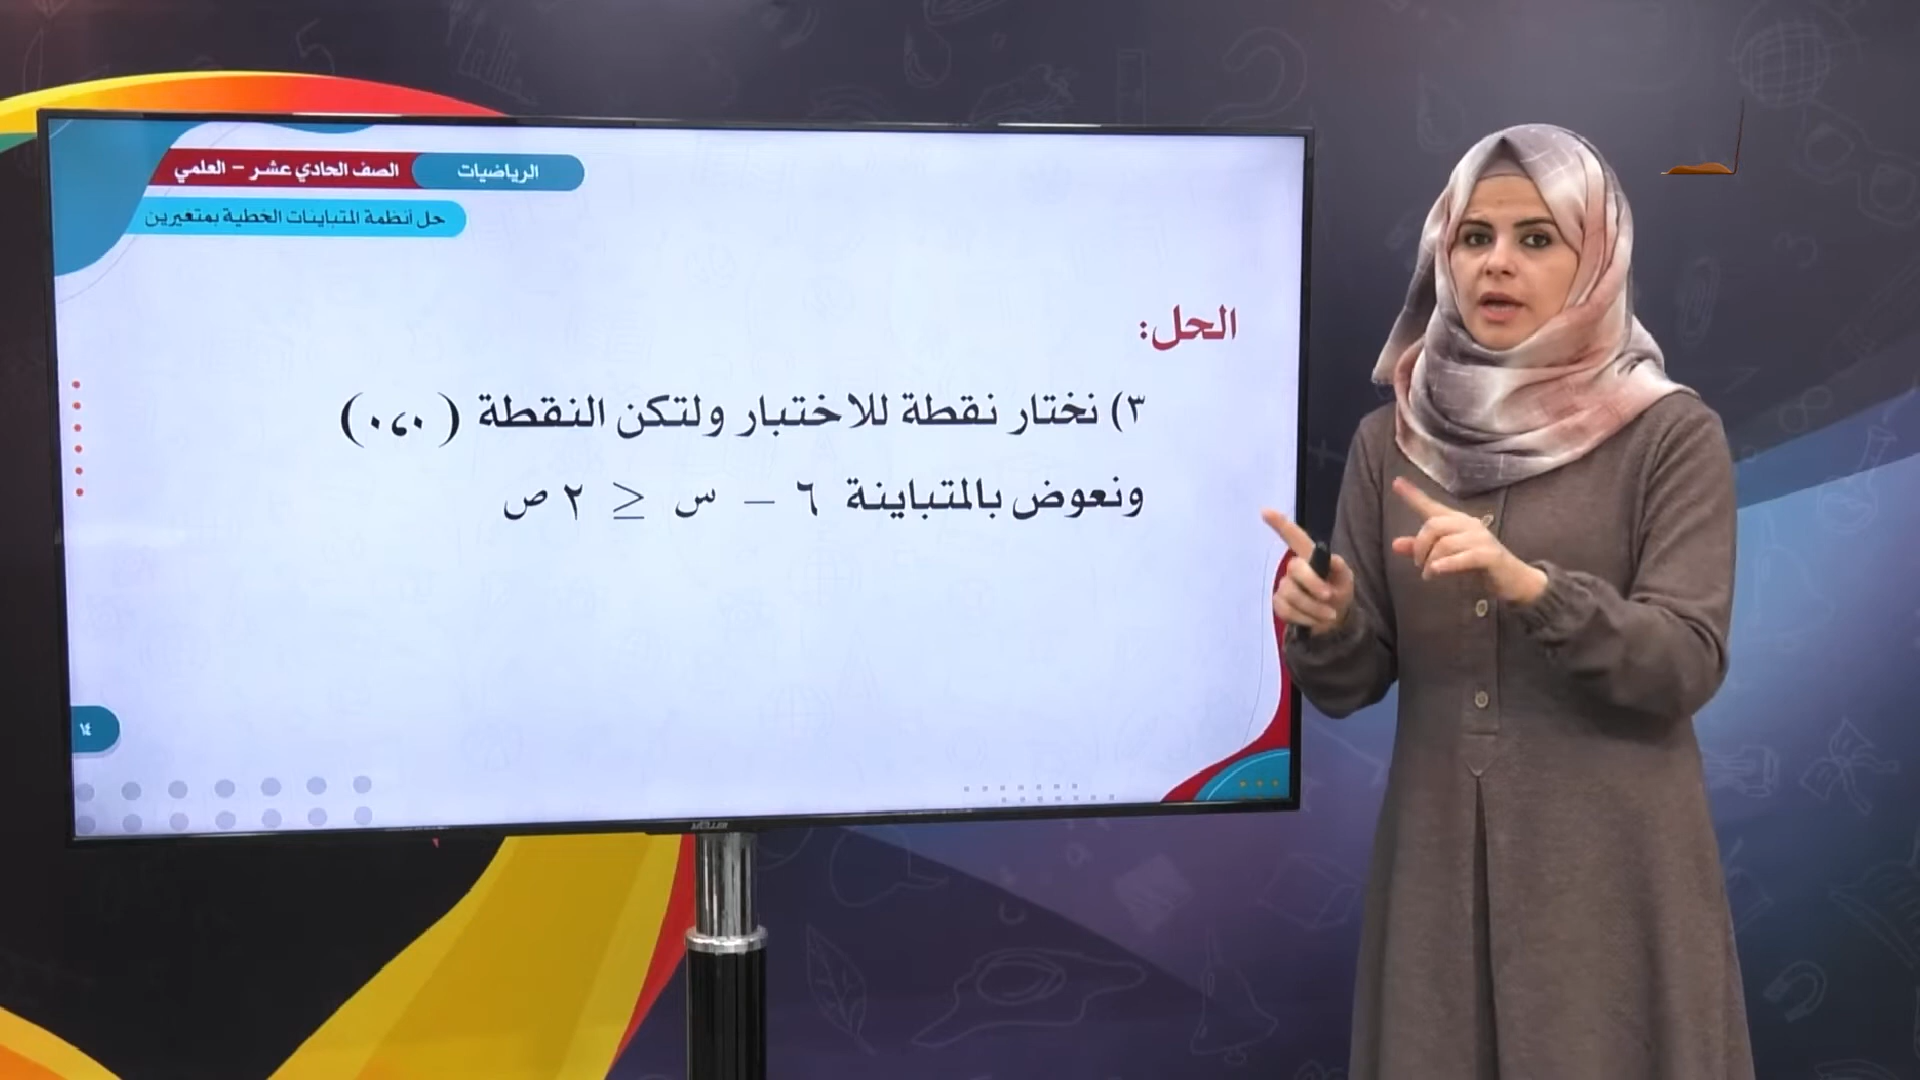 الرياضيات
الصف الحادي عشر – العلمي
حل أنظمة المتباينات الخطية بمتغيرين
الحل:
٣) نختار نقطة للاختبار ولتكن النقطة (٠،٠)
ونعوض بالمتباينة ٦ – س ≥ ٢ ص
١٤